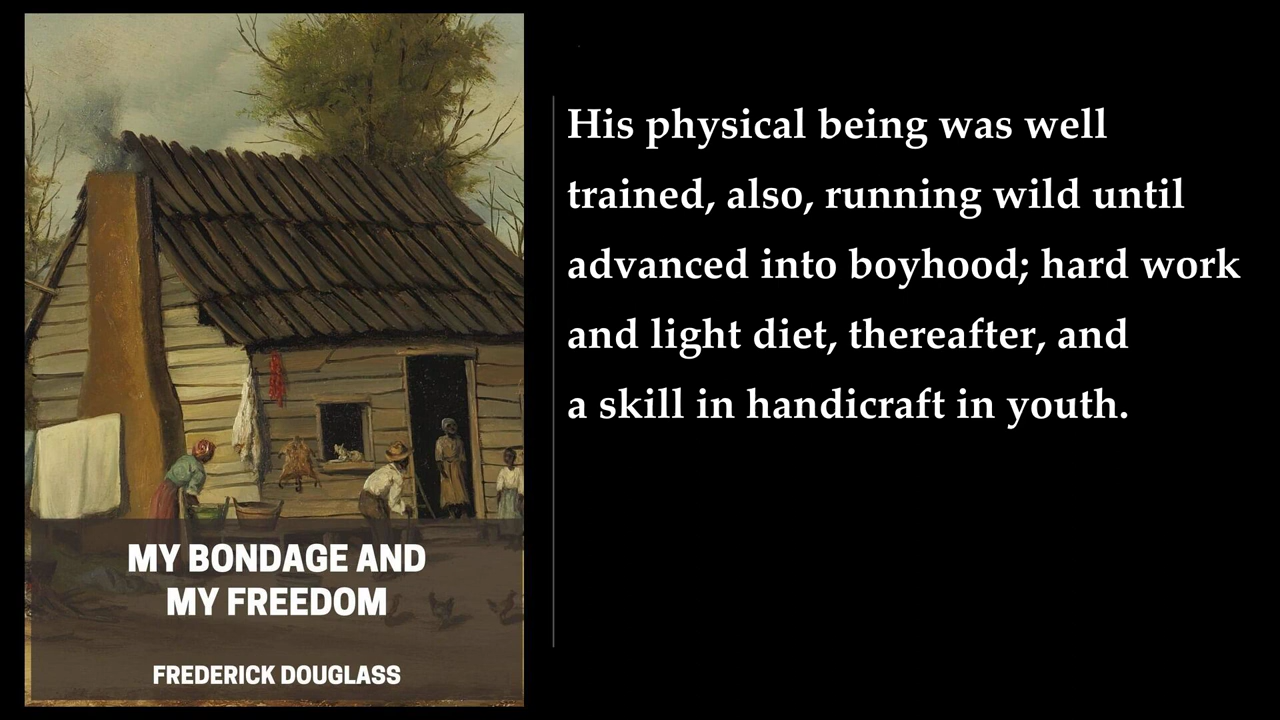 MY BONDAGE AND
MY FREEDOM
FREDERICK DOUGLASS
His physical being was well
trained, also, running wild until
advanced into boyhood; hard work
and light diet, thereafter, and
a skill in handicraft in youth.